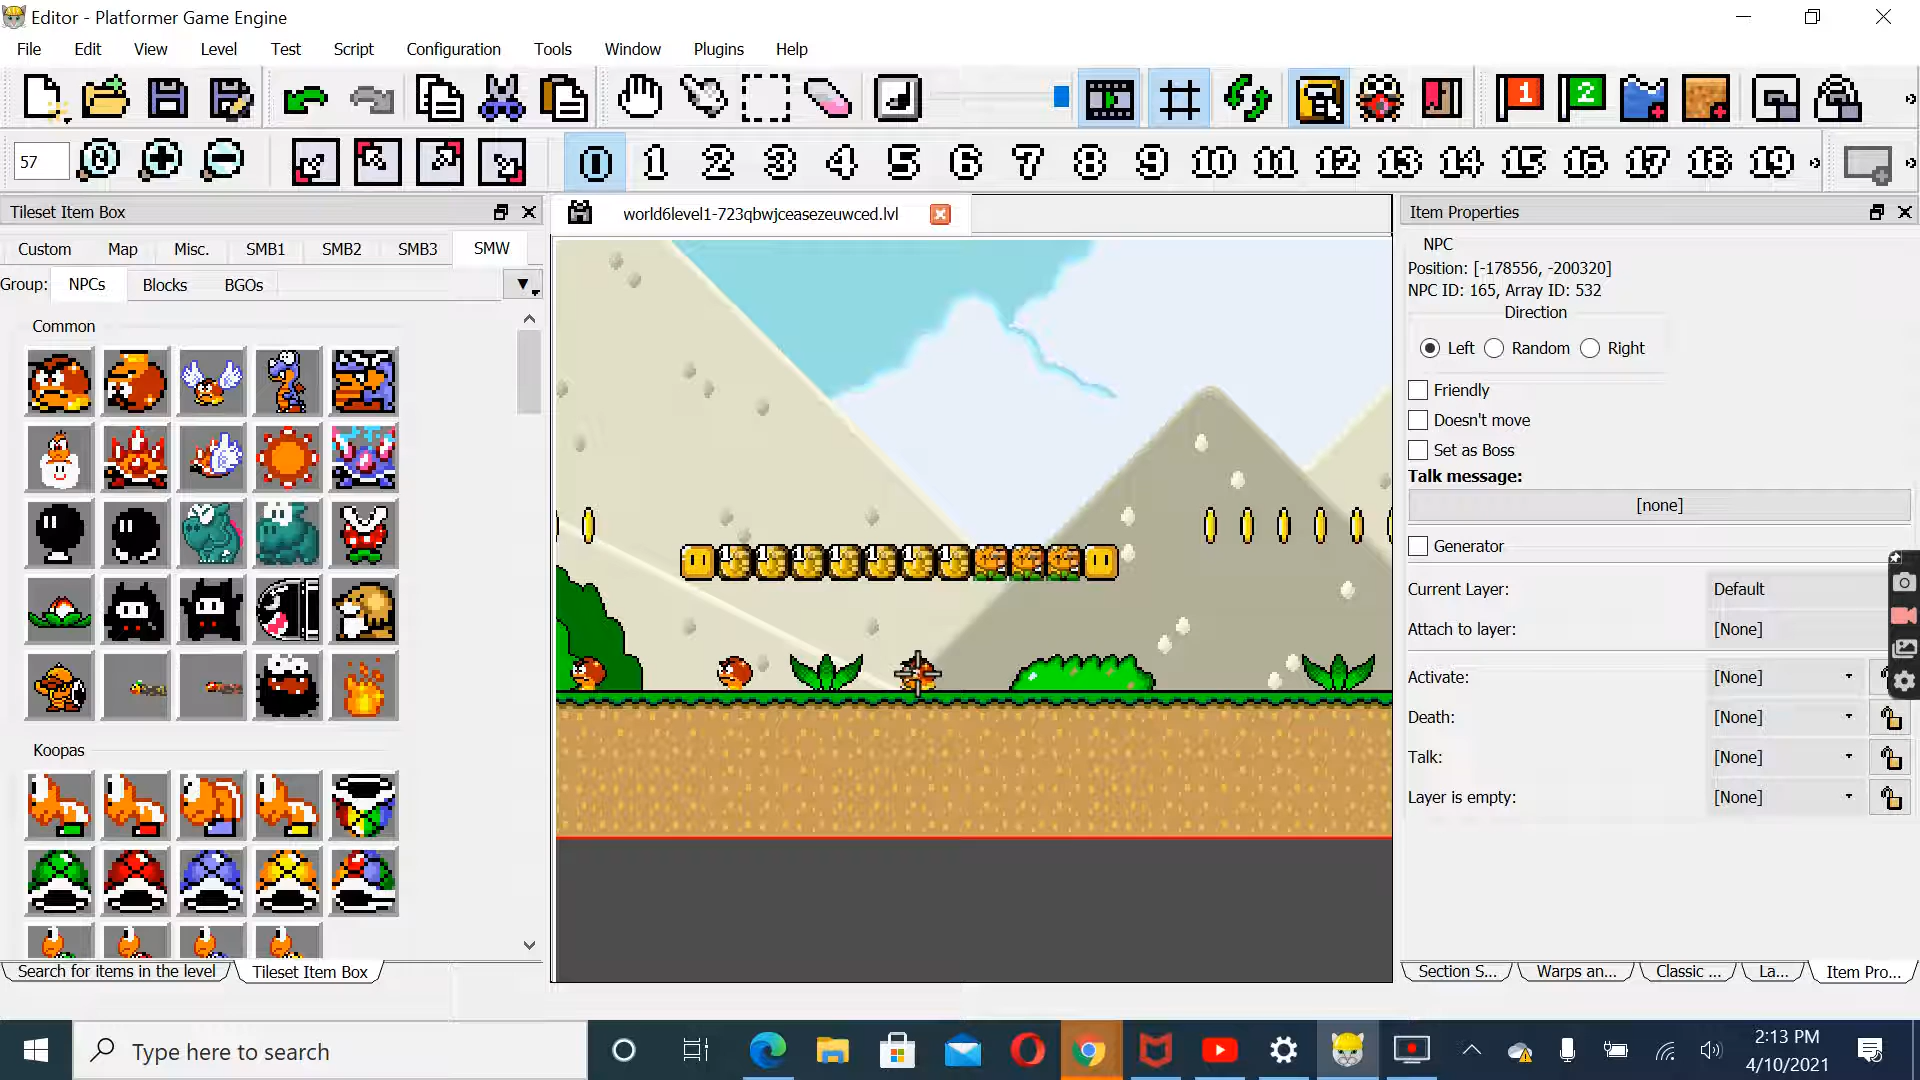 Editor - Platformer Game Engine
File Edit View Level Test Script Configuration Tools Window Plugins Help
1 2
57 0 1 2 3 4 5 6 7 8 9 10 11 12 13 14 15 16 17 18 19
Tileset Item Box
world6level1-723qbwjceasezeuwced.lvl
Item Properties
Custom Map Misc. SMB1 SMB2 SMB3 SMW
Group: NPCs Blocks BGOs
Common
Koopas
NPC
Position: [-178556, -200320]
NPC ID: 165, Array ID: 532
Direction
Left Random Right
Friendly
Doesn't move
Set as Boss
Talk message:
[none]
Generator
Current Layer: Default
Attach to layer: [None]
Activate: [None]
Death: [None]
Talk: [None]
Layer is empty: [None]
Search for items in the level Tileset Item Box
Section S... Warps an... Classic ... La... Item Pro...
Type here to search
2:13 PM
4/10/2021